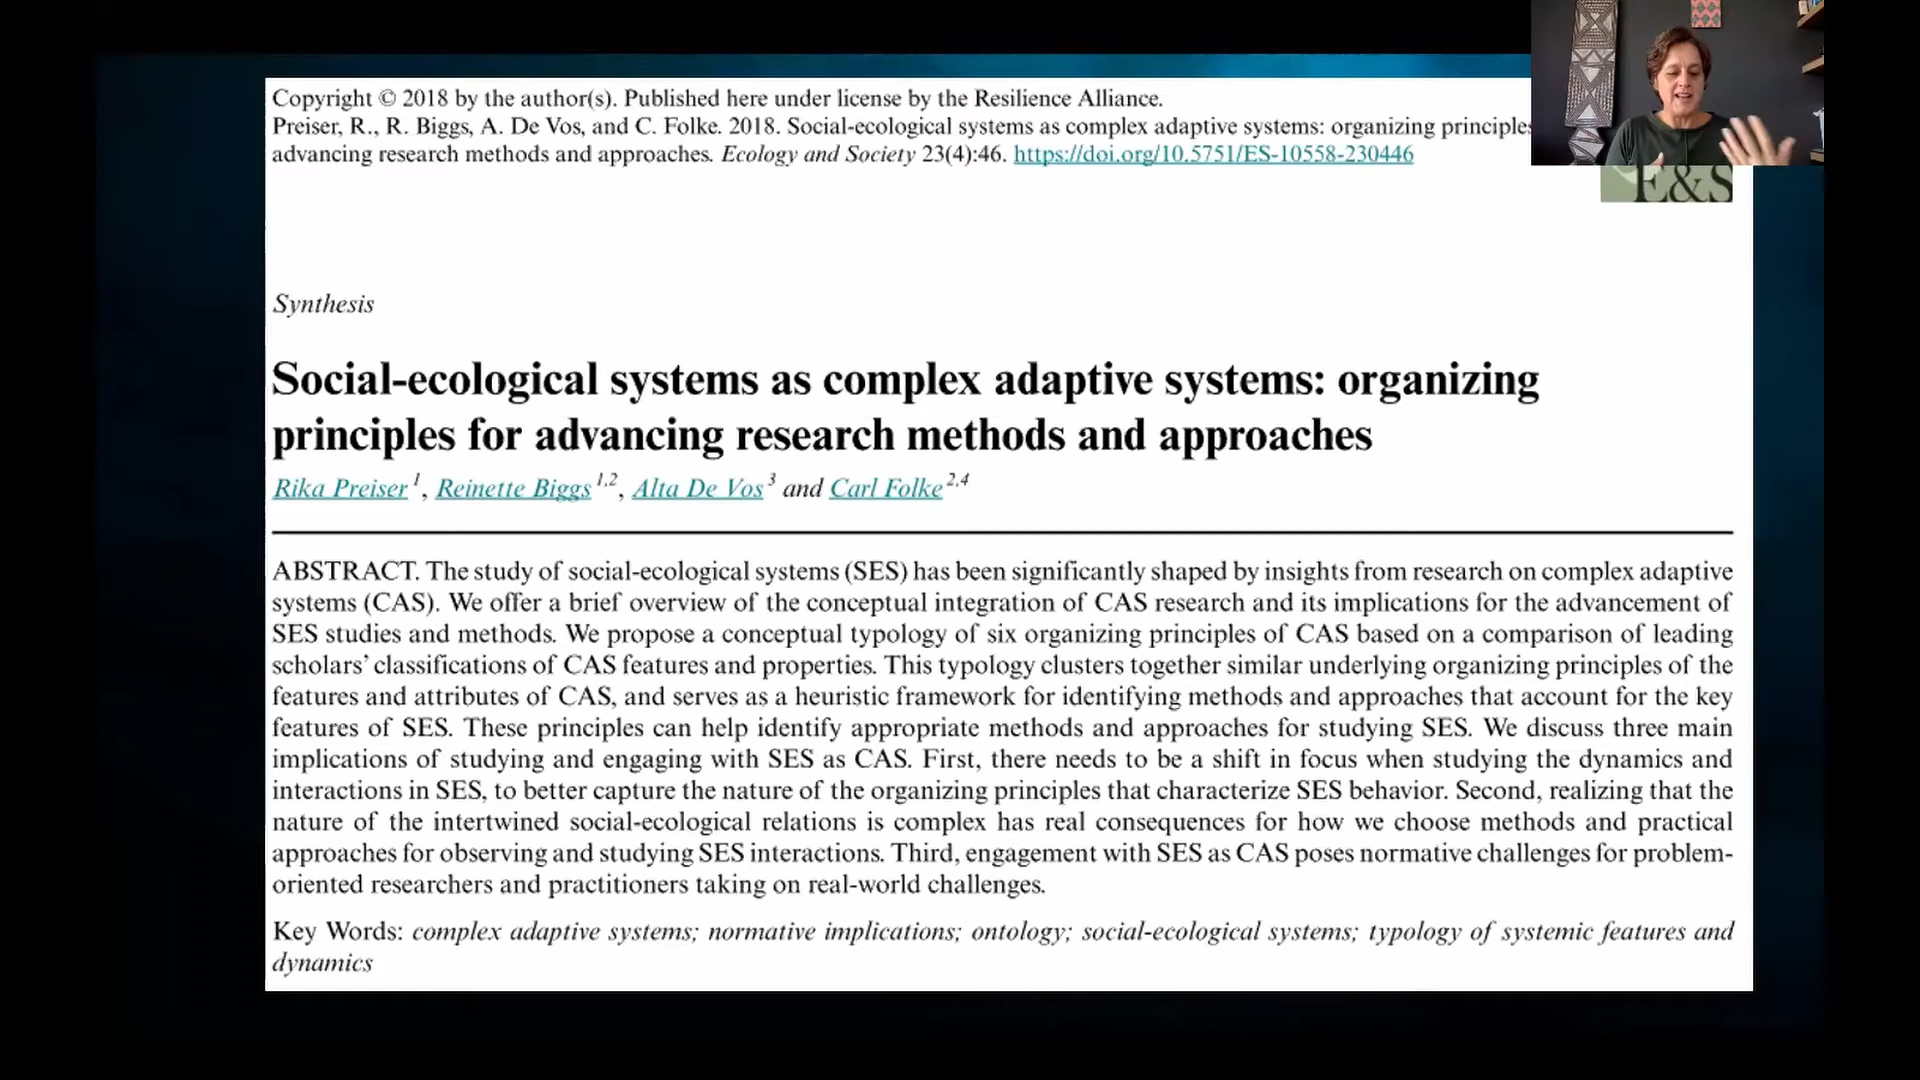 Copyright © 2018 by the author(s). Published here under license by the Resilience Alliance.
Preiser, R., R. Biggs, A. De Vos, and C. Folke. 2018. Social-ecological systems as complex adaptive systems: organizing principles
advancing research methods and approaches. Ecology and Society 23(4):46. https://doi.org/10.5751/ES-10558-230446
E&S
Synthesis
Social-ecological systems as complex adaptive systems: organizing
principles for advancing research methods and approaches
Rika Preiser 1, Reinette Biggs 1,2, Alta De Vos 3 and Carl Folke 2,4
ABSTRACT. The study of social-ecological systems (SES) has been significantly shaped by insights from research on complex adaptive
systems (CAS). We offer a brief overview of the conceptual integration of CAS research and its implications for the advancement of
SES studies and methods. We propose a conceptual typology of six organizing principles of CAS based on a comparison of leading
scholars’ classifications of CAS features and properties. This typology clusters together similar underlying organizing principles of the
features and attributes of CAS, and serves as a heuristic framework for identifying methods and approaches that account for the key
features of SES. These principles can help identify appropriate methods and approaches for studying SES. We discuss three main
implications of studying and engaging with SES as CAS. First, there needs to be a shift in focus when studying the dynamics and
interactions in SES, to better capture the nature of the organizing principles that characterize SES behavior. Second, realizing that the
nature of the intertwined social-ecological relations is complex has real consequences for how we choose methods and practical
approaches for observing and studying SES interactions. Third, engagement with SES as CAS poses normative challenges for problem-
oriented researchers and practitioners taking on real-world challenges.
Key Words: complex adaptive systems; normative implications; ontology; social-ecological systems; typology of systemic features and
dynamics